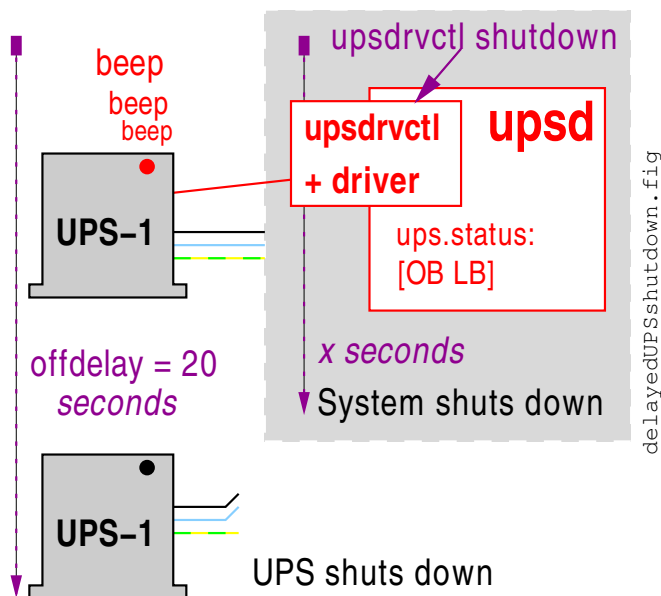 upsdrvctl shutdown
beep
beep
beep
upsdrvctl
+ driver
upsd
UPS−1
ups.status:
[OB LB]
offdelay = 20
seconds
x seconds
System shuts down
UPS−1
UPS shuts down
delayedUPSshutdown.fig